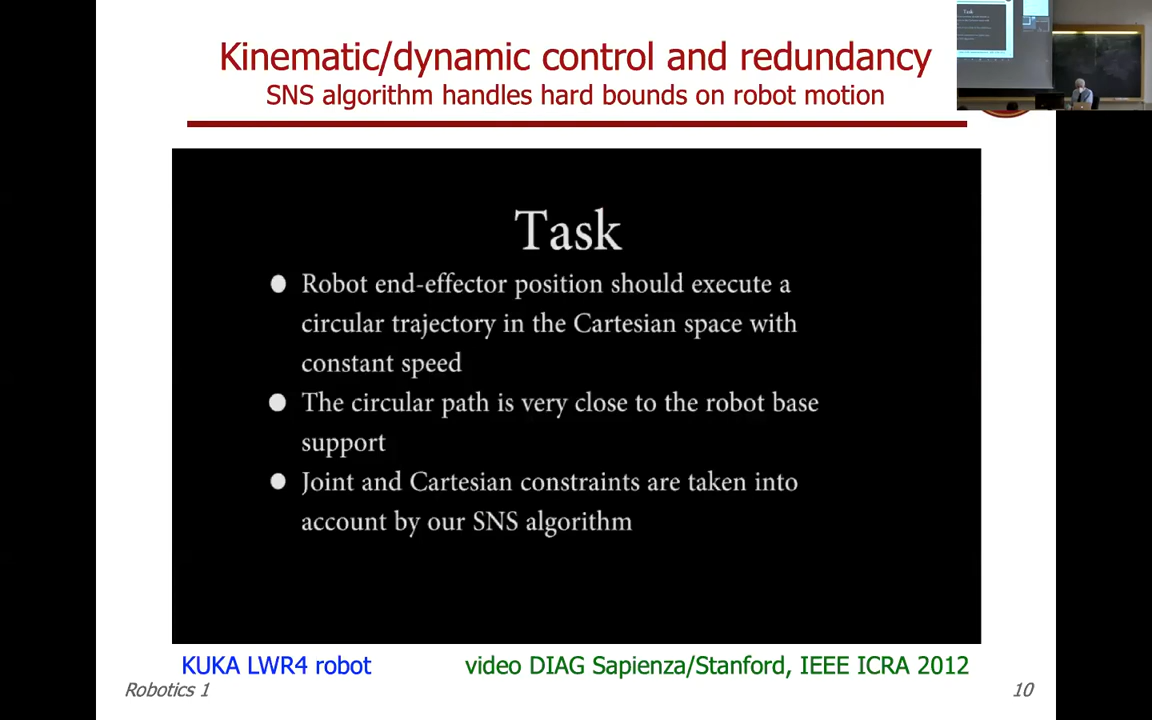 Kinematic/dynamic control and redundancy
SNS algorithm handles hard bounds on robot motion
Task
● Robot end-effector position should execute a
circular trajectory in the Cartesian space with
constant speed
● The circular path is very close to the robot base
support
● Joint and Cartesian constraints are taken into
account by our SNS algorithm
KUKA LWR4 robot
video DIAG Sapienza/Stanford, IEEE ICRA 2012
Robotics 1
10